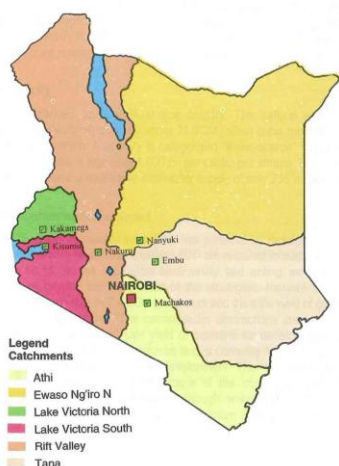 Kakamega
Kisumu
Nakuru
Nanyuki
Embu
NAIROBI
Machakos
Legend
Catchments
Athi
Ewaso Ng'iro N
Lake Victoria North
Lake Victoria South
Rift Valley
Tana